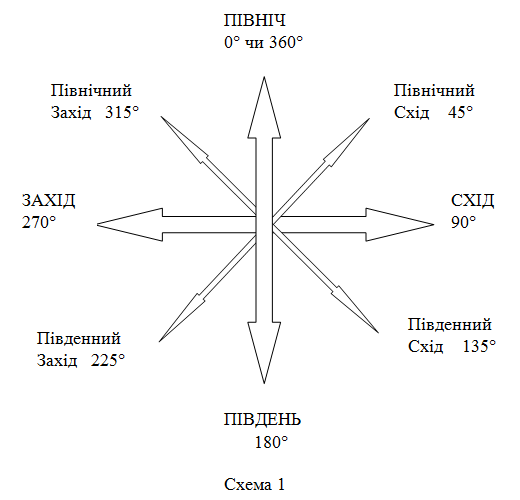 ПІВНІЧ
0° чи 360°
Північний
Захід 315°
Північний
Схід 45°
ЗАХІД
270°
СХІД
90°
Південний
Захід 225°
Південний
Схід 135°
ПІВДЕНЬ
180°
Схема 1